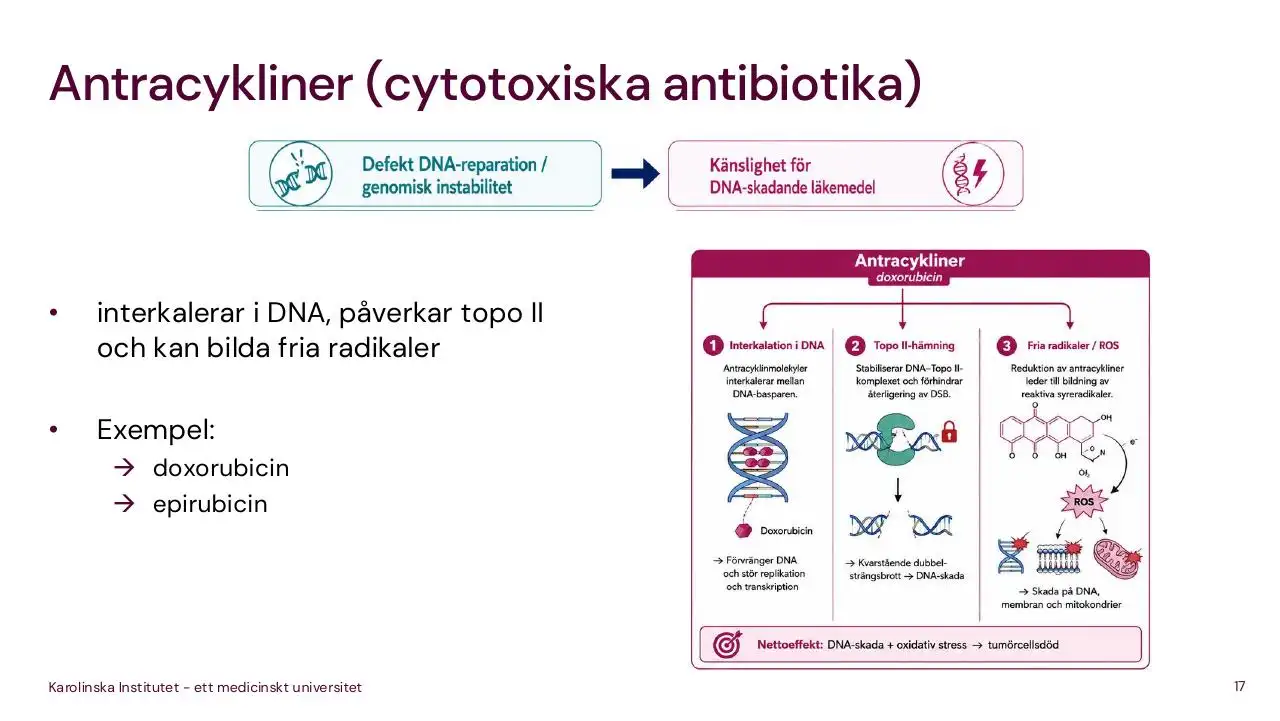 Antracykliner (cytotoxiska antibiotika)
Defekt DNA-reparation /
genomisk instabilitet
Känslighet för
DNA-skadande läkemedel
• interkalerar i DNA, påverkar topo II
och kan bilda fria radikaler
• Exempel:
→ doxorubicin
→ epirubicin
Antracykliner
doxorubicin
1 Interkalation i DNA
Antracyklinmolekyler
interkalerar mellan
DNA-basparen.
Doxorubicin
→ Förvränger DNA
och stör replikation
och transkription
2 Topo II-hämning
Stabiliserar DNA–Topo II-
komplexet och förhindrar
återligering av DSB.
→ Kvarstående dubbel-
strängsbrott → DNA-skada
3 Fria radikaler / ROS
Reduktion av antracykliner
leder till bildning av
reaktiva syreradikaler.
O
OH
O
O
OH
O
N
e⁻
ROS
→ Skada på DNA,
membran och mitokondrier
Nettoeffekt: DNA-skada + oxidativ stress → tumörcellsdöd
Karolinska Institutet - ett medicinskt universitet
17